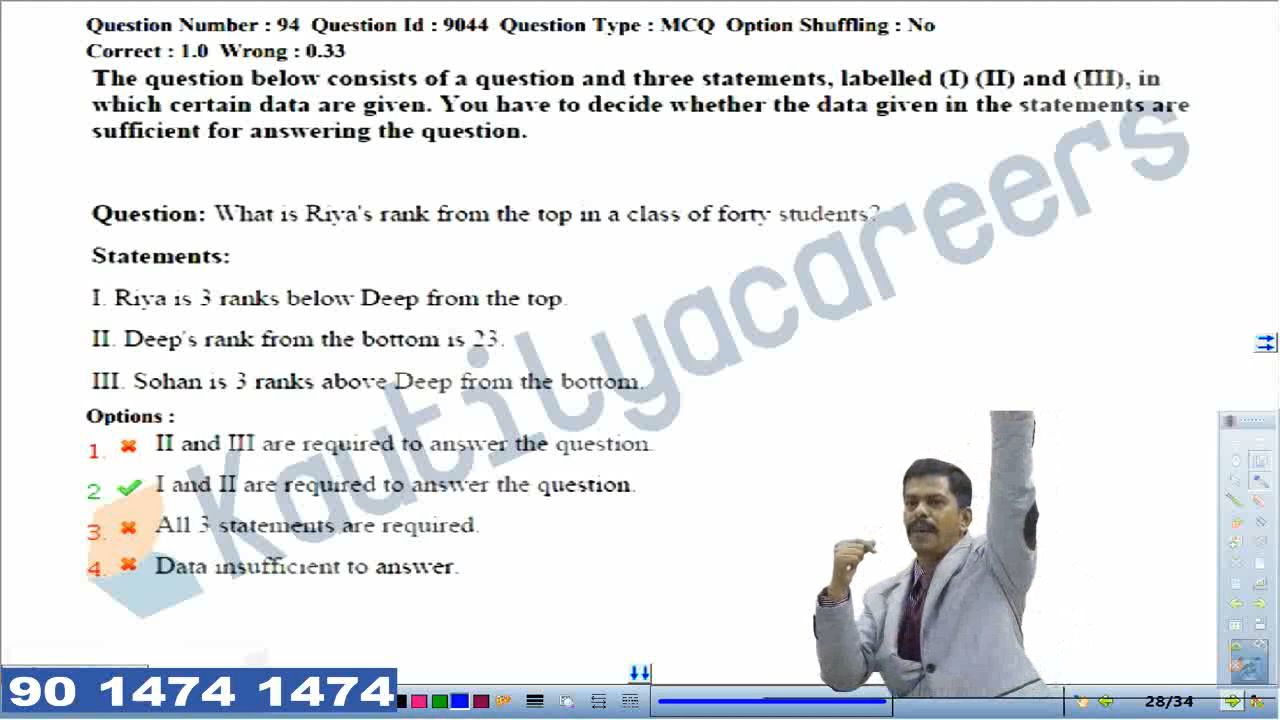 Question Number : 94 Question Id : 9044 Question Type : MCQ Option Shuffling : No
Correct : 1.0 Wrong : 0.33
The question below consists of a question and three statements, labelled (I) (II) and (III), in
which certain data are given. You have to decide whether the data given in the statements are
sufficient for answering the question.
Question: What is Riya's rank from the top in a class of forty students?
Statements:
I. Riya is 3 ranks below Deep from the top.
II. Deep's rank from the bottom is 23.
III. Sohan is 3 ranks above Deep from the bottom.
Options :
1. II and III are required to answer the question.
2 I and II are required to answer the question.
3. All 3 statements are required.
4. Data insufficient to answer.
Kautilyacareers
90 1474 1474
28/34